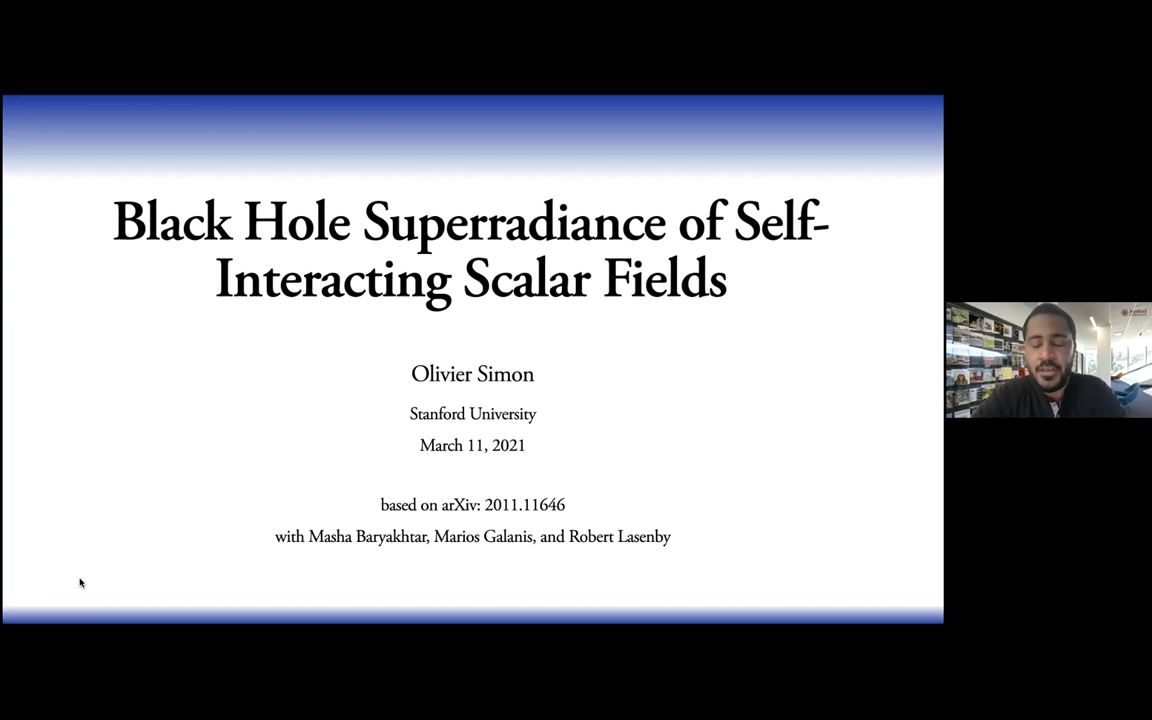 Black Hole Superradiance of Self-
Interacting Scalar Fields
Olivier Simon
Stanford University
March 11, 2021
based on arXiv: 2011.11646
with Masha Baryakhtar, Marios Galanis, and Robert Lasenby